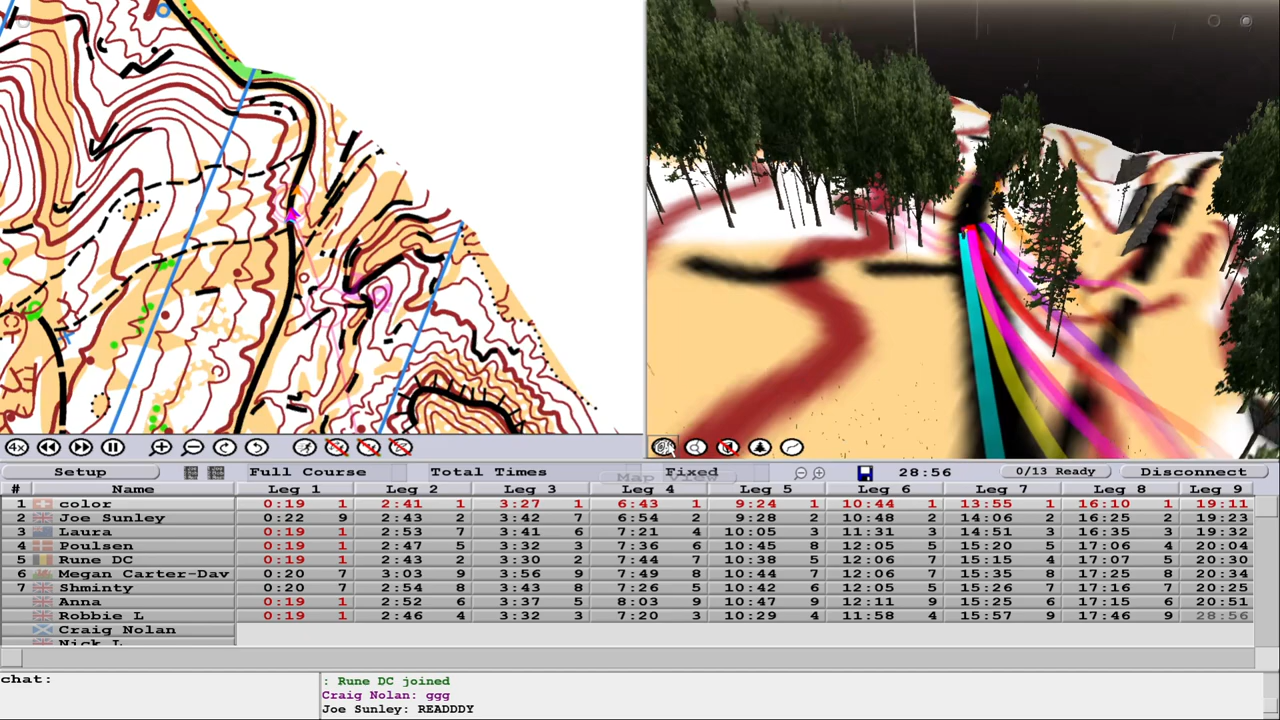 4x
Setup Full Course Total Times Fixed 28:56 0/13 Ready Disconnect
Map View
# Name Leg 1 Leg 2 Leg 3 Leg 4 Leg 5 Leg 6 Leg 7 Leg 8 Leg 9
1 color 0:19 1 2:41 1 3:27 1 6:43 1 9:24 1 10:44 1 13:55 1 16:10 1 19:11
2 Joe Sunley 0:22 9 2:43 2 3:42 7 6:54 2 9:28 2 10:48 2 14:06 2 16:25 2 19:23
3 Laura 0:19 1 2:53 7 3:41 6 7:21 4 10:05 3 11:31 3 14:51 3 16:35 3 19:32
4 Poulsen 0:19 1 2:47 5 3:32 3 7:36 6 10:45 8 12:05 5 15:20 5 17:06 4 20:04
5 Rune DC 0:19 1 2:43 2 3:30 2 7:44 7 10:38 5 12:06 7 15:15 4 17:07 5 20:30
6 Megan Carter-Dav 0:20 7 3:03 9 3:56 9 7:49 8 10:44 7 12:06 7 15:35 8 17:25 8 20:34
7 Shminty 0:20 7 2:54 8 3:43 8 7:26 5 10:42 6 12:05 5 15:26 7 17:16 7 20:25
Anna 0:19 1 2:52 6 3:37 5 8:03 9 10:47 9 12:11 9 15:25 6 17:15 6 20:51
Robbie L 0:19 1 2:46 4 3:32 3 7:20 3 10:29 4 11:58 4 15:57 9 17:46 9 28:56
Craig Nolan
Nick L
chat:
: Rune DC joined
Craig Nolan: ggg
Joe Sunley: READDDY